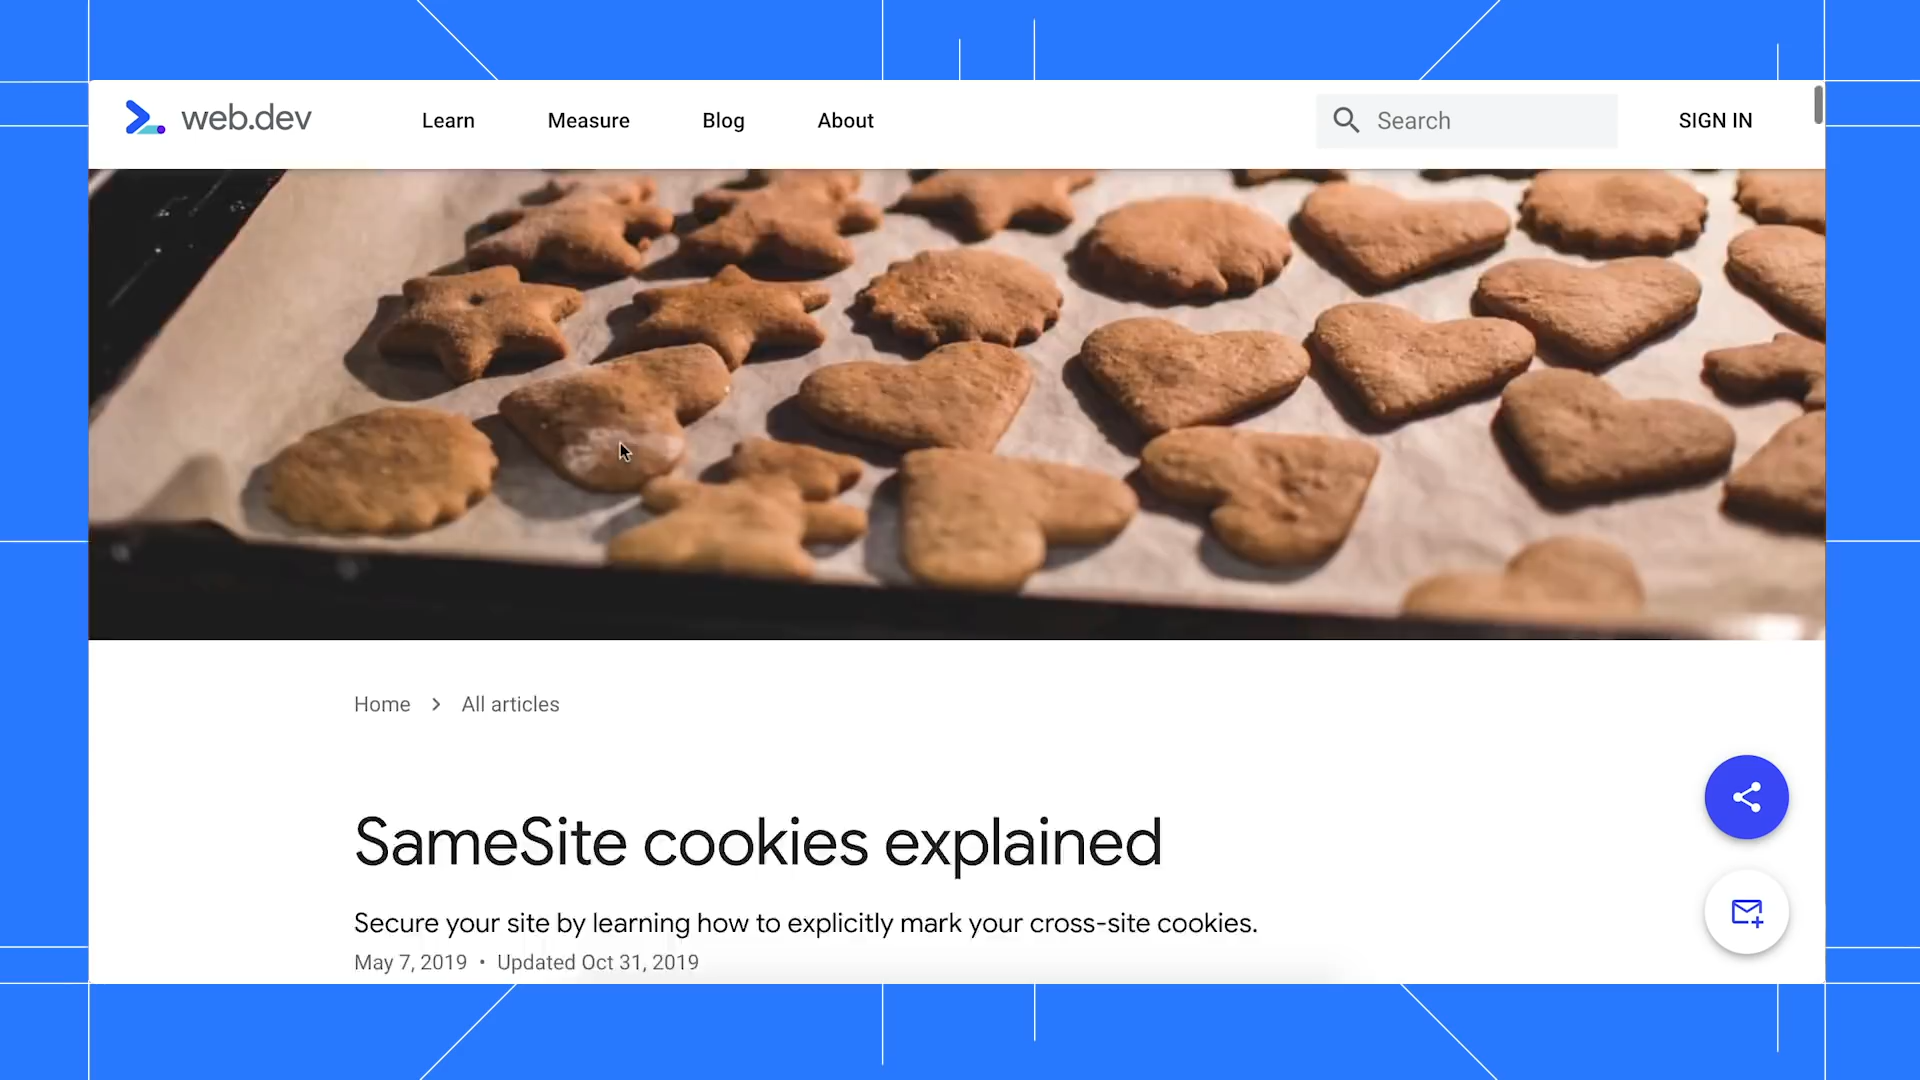 web.dev
Learn
Measure
Blog
About
Search
SIGN IN
Home > All articles
SameSite cookies explained
Secure your site by learning how to explicitly mark your cross-site cookies.
May 7, 2019 • Updated Oct 31, 2019